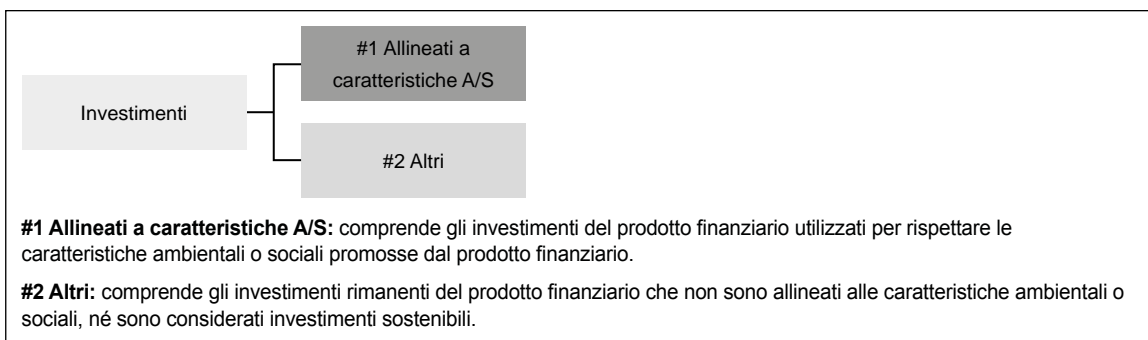 #1 Allineati a
caratteristiche A/S
Investimenti
#2 Altri
#1 Allineati a caratteristiche A/S: comprende gli investimenti del prodotto finanziario utilizzati per rispettare le
caratteristiche ambientali o sociali promosse dal prodotto finanziario.
#2 Altri: comprende gli investimenti rimanenti del prodotto finanziario che non sono allineati alle caratteristiche ambientali o
sociali, né sono considerati investimenti sostenibili.